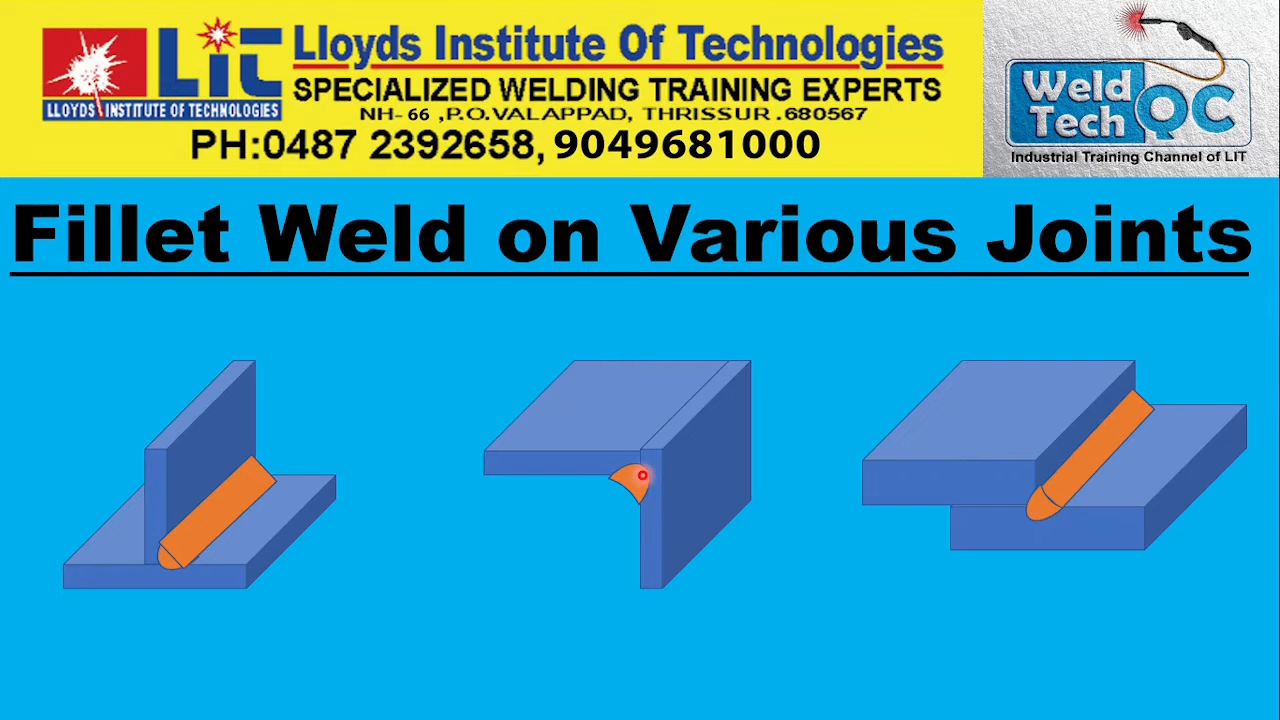 LiT
LLOYDS INSTITUTE OF TECHNOLOGIES
Lloyds Institute Of Technologies
SPECIALIZED WELDING TRAINING EXPERTS
NH- 66 ,P.O.VALAPPAD, THRISSUR .680567
PH:0487 2392658, 9049681000
Weld
Tech QC
Industrial Training Channel of LIT
Fillet Weld on Various Joints